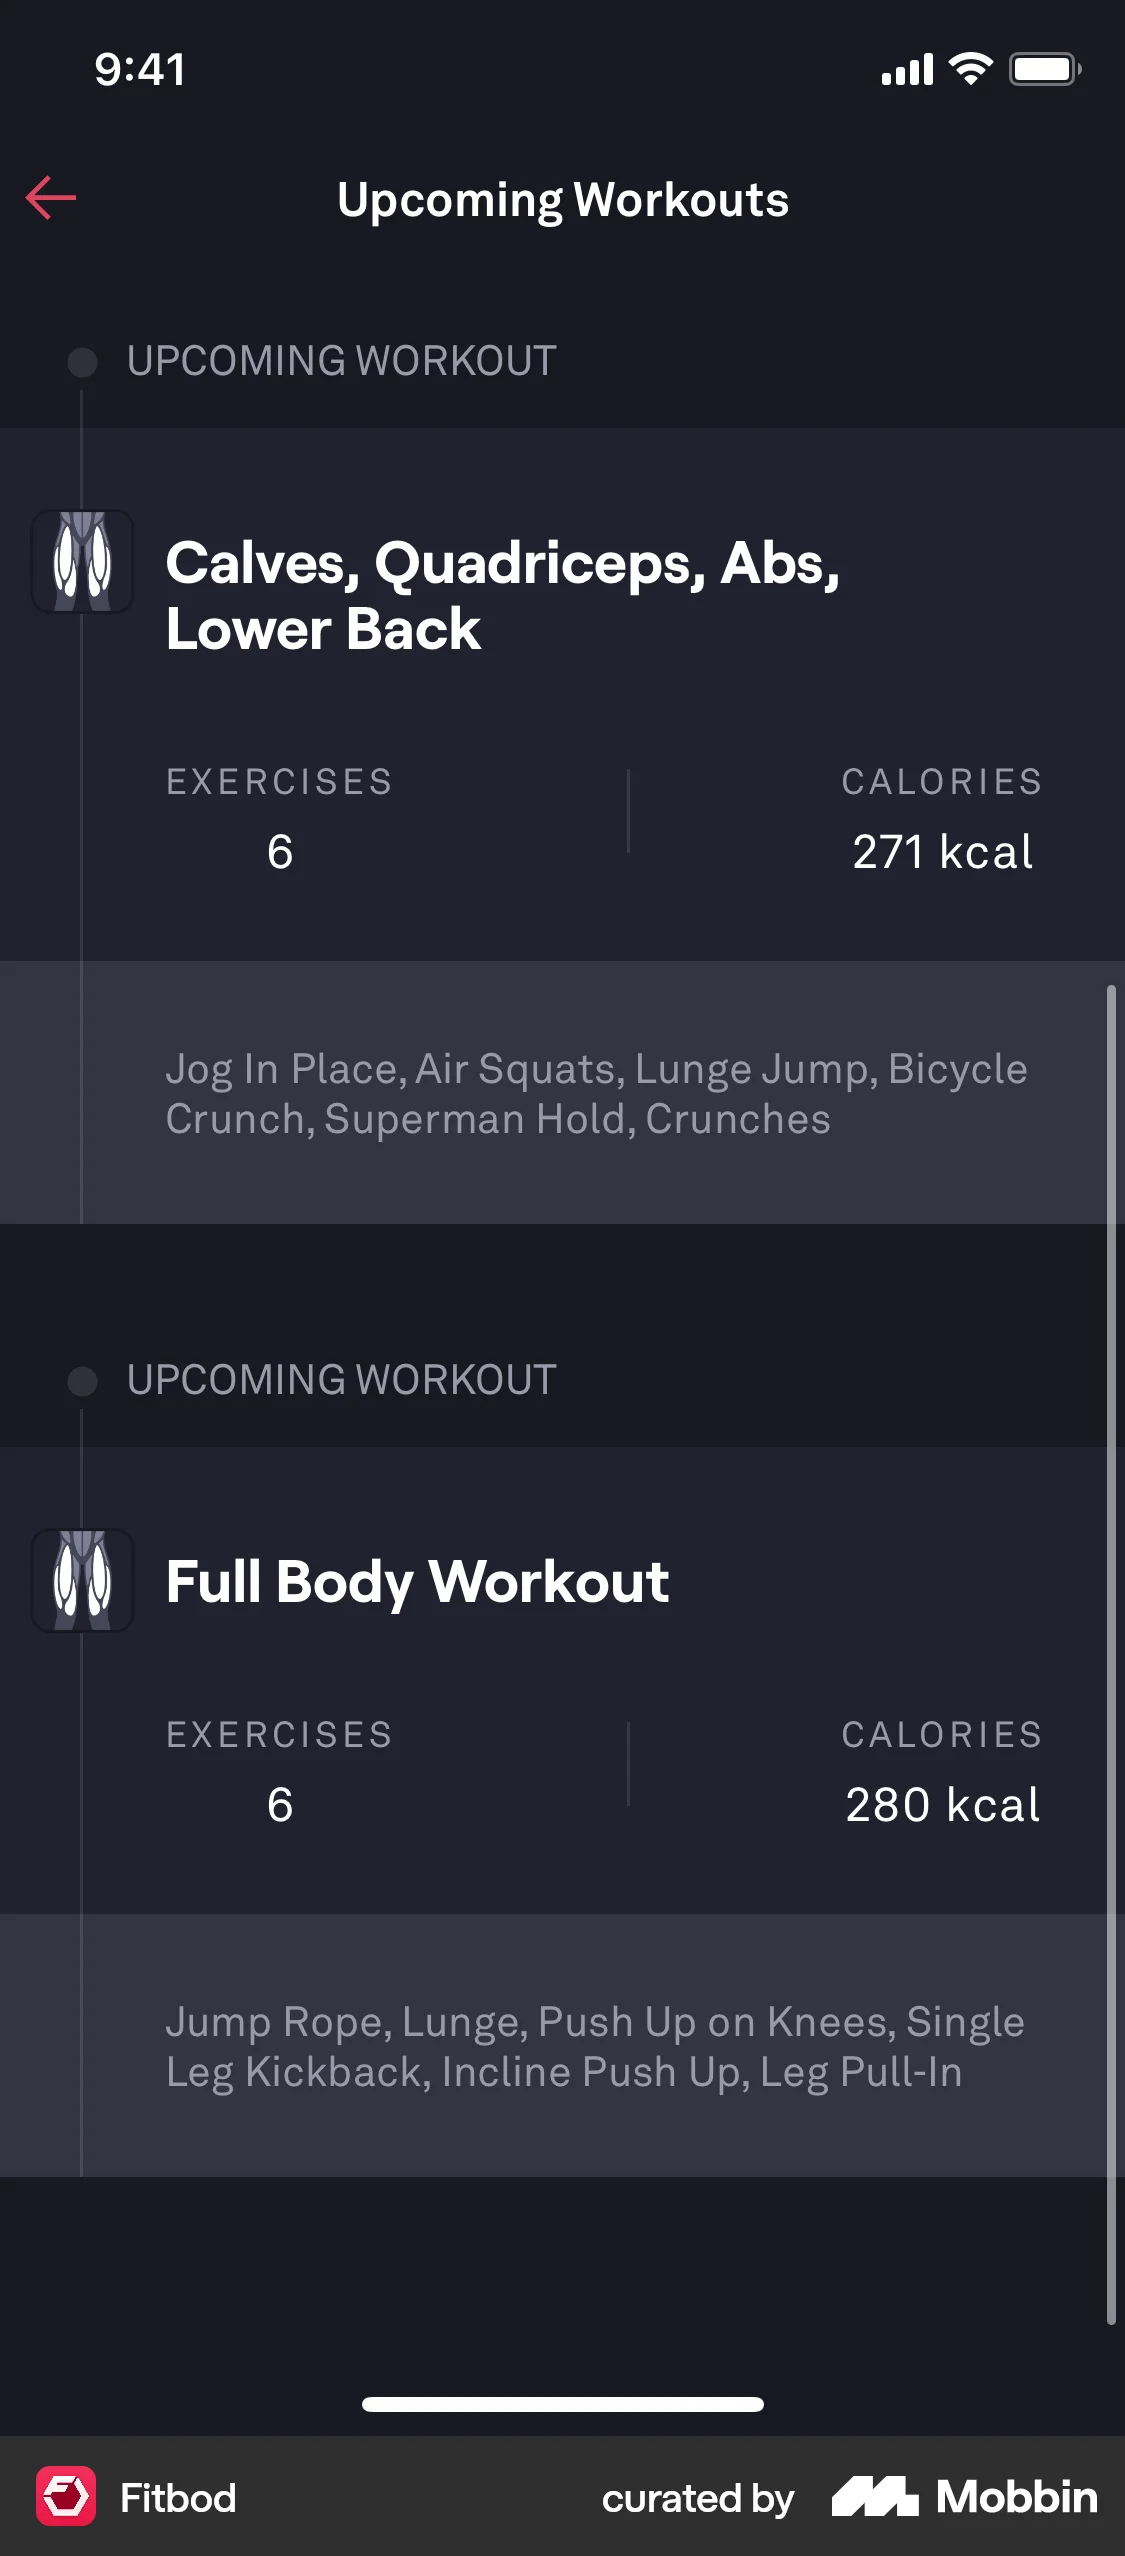 9:41
Upcoming Workouts
UPCOMING WORKOUT
Calves, Quadriceps, Abs,
Lower Back
EXERCISES
CALORIES
6
271 kcal
Jog In Place, Air Squats, Lunge Jump, Bicycle
Crunch, Superman Hold, Crunches
UPCOMING WORKOUT
Full Body Workout
EXERCISES
CALORIES
6
280 kcal
Jump Rope, Lunge, Push Up on Knees, Single
Leg Kickback, Incline Push Up, Leg Pull-In
Fitbod
curated by
Mobbin